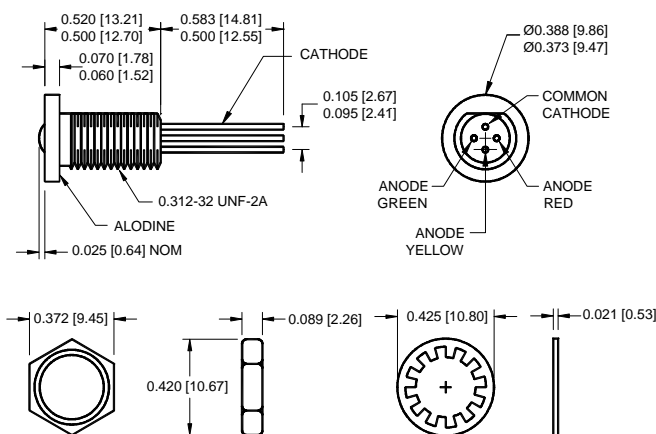 0.520 [13.21]
0.500 [12.70]
0.583 [14.81]
0.500 [12.55]
0.070 [1.78]
0.060 [1.52]
CATHODE
0.105 [2.67]
0.095 [2.41]
0.312-32 UNF-2A
ALODINE
0.025 [0.64] NOM
Ø0.388 [9.86]
Ø0.373 [9.47]
COMMON
CATHODE
ANODE
GREEN
ANODE
RED
ANODE
YELLOW
0.372 [9.45]
0.420 [10.67]
0.089 [2.26]
0.425 [10.80]
0.021 [0.53]